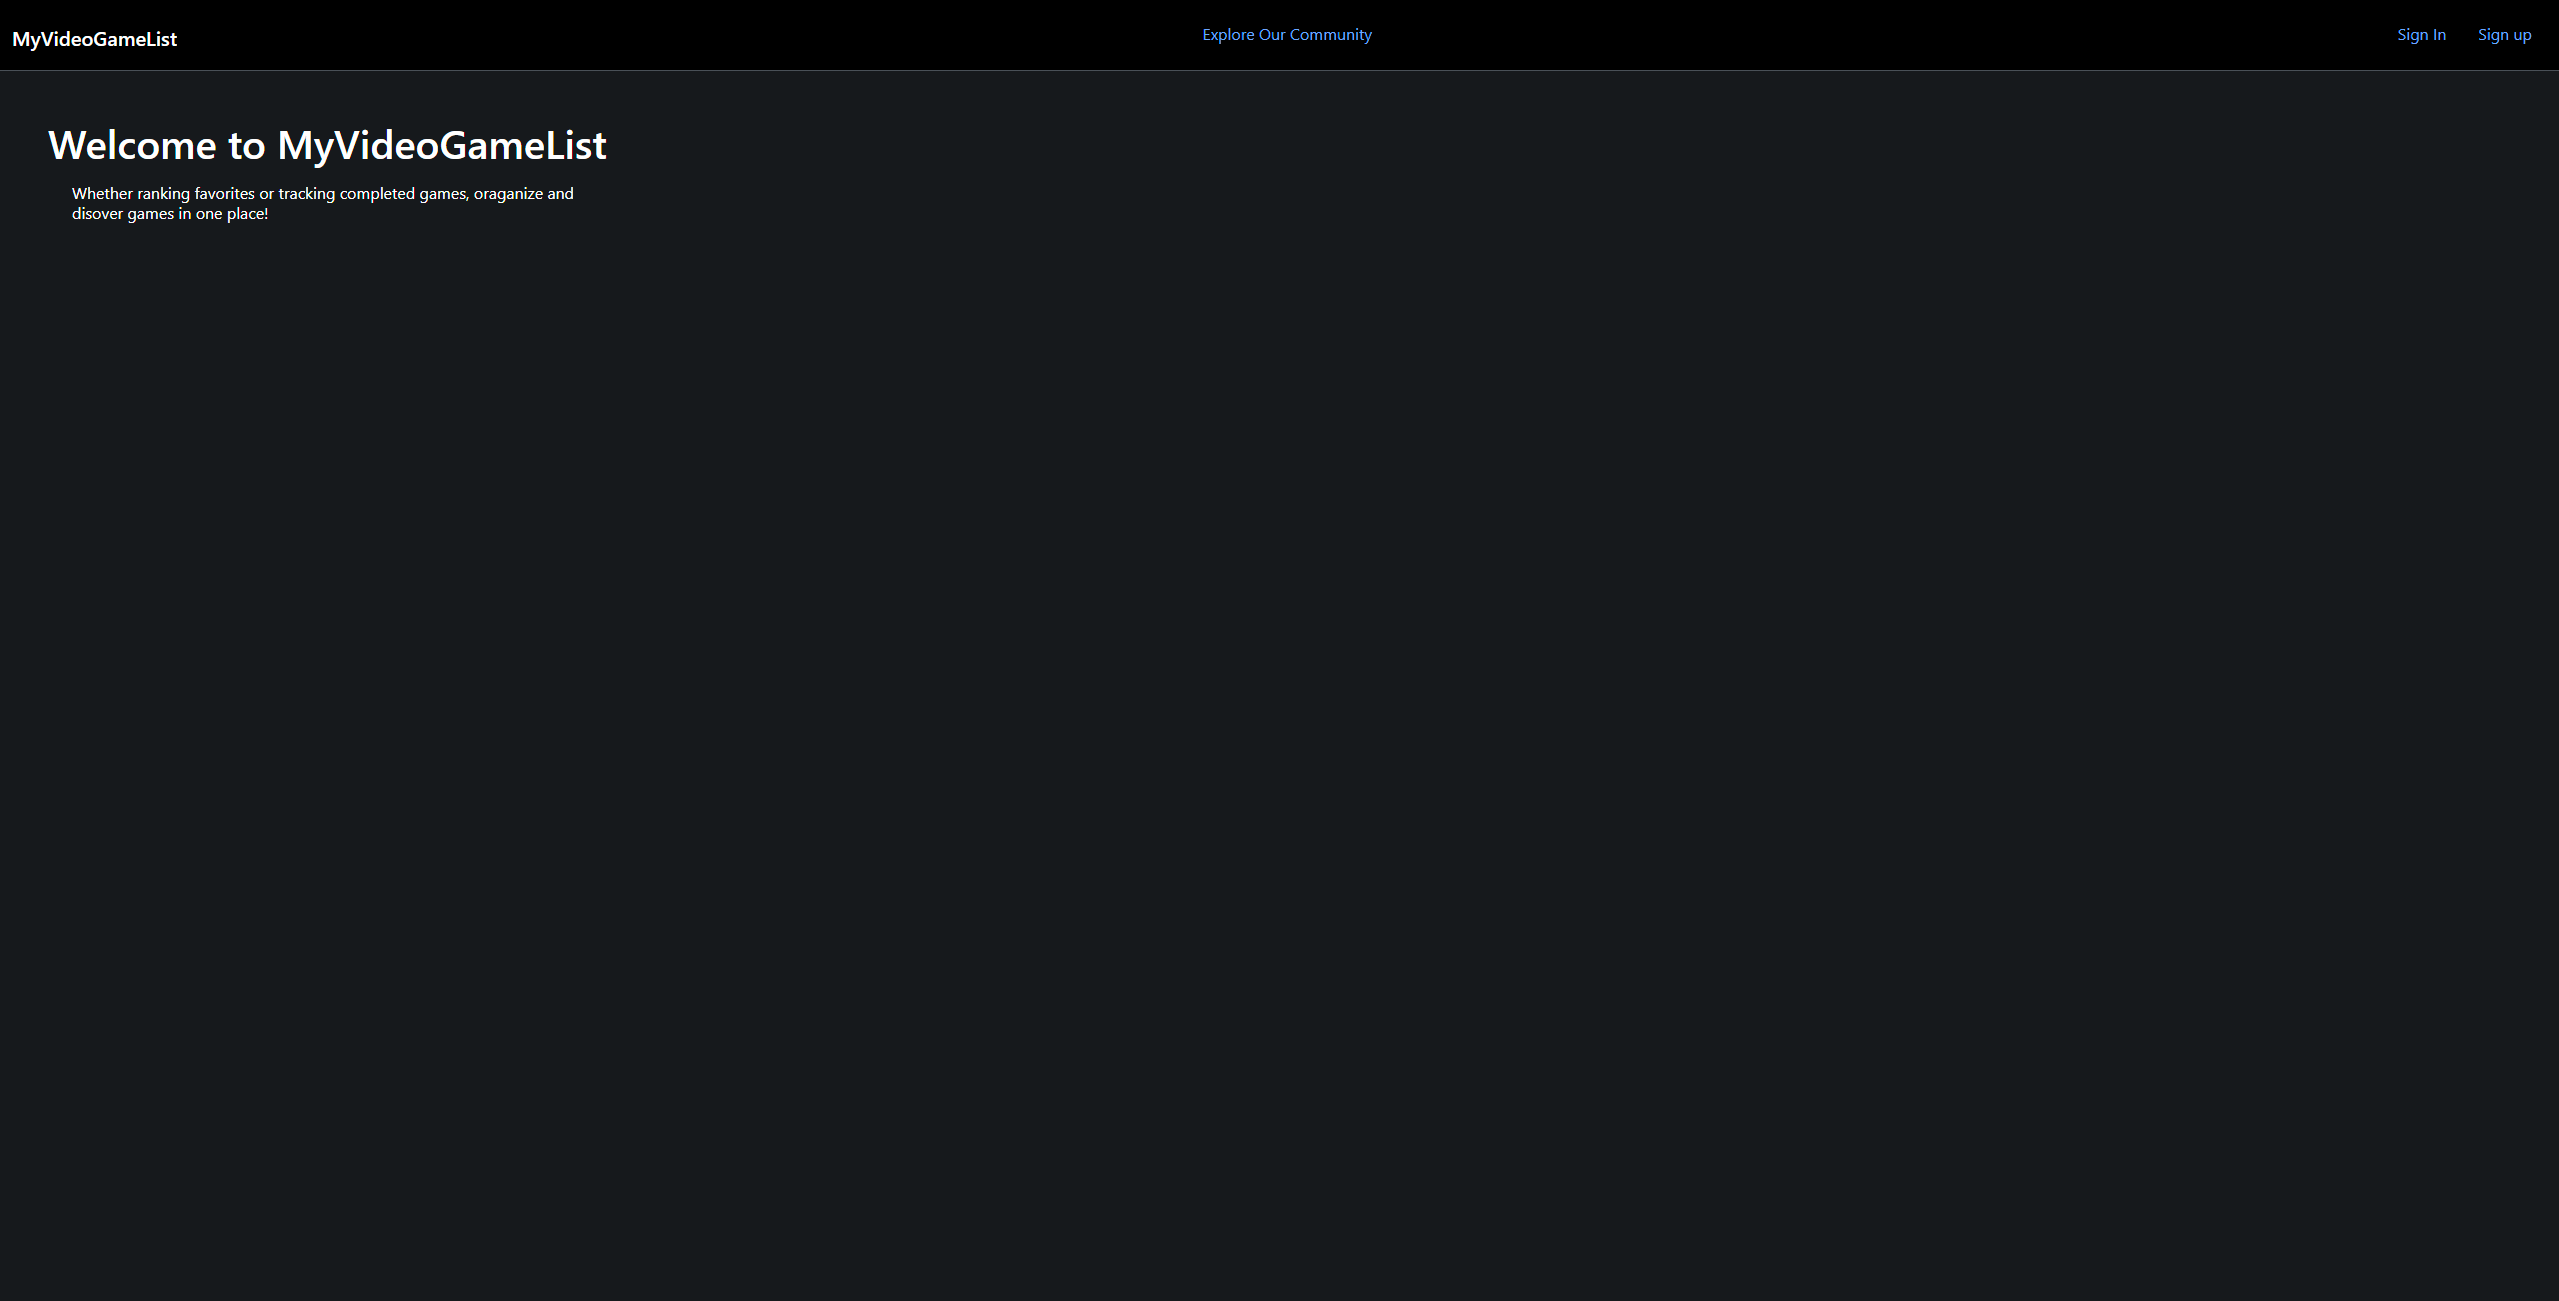 MyVideoGameList
Explore Our Community
Sign In
Sign up
Welcome to MyVideoGameList
Whether ranking favorites or tracking completed games, oraganize and
disover games in one place!